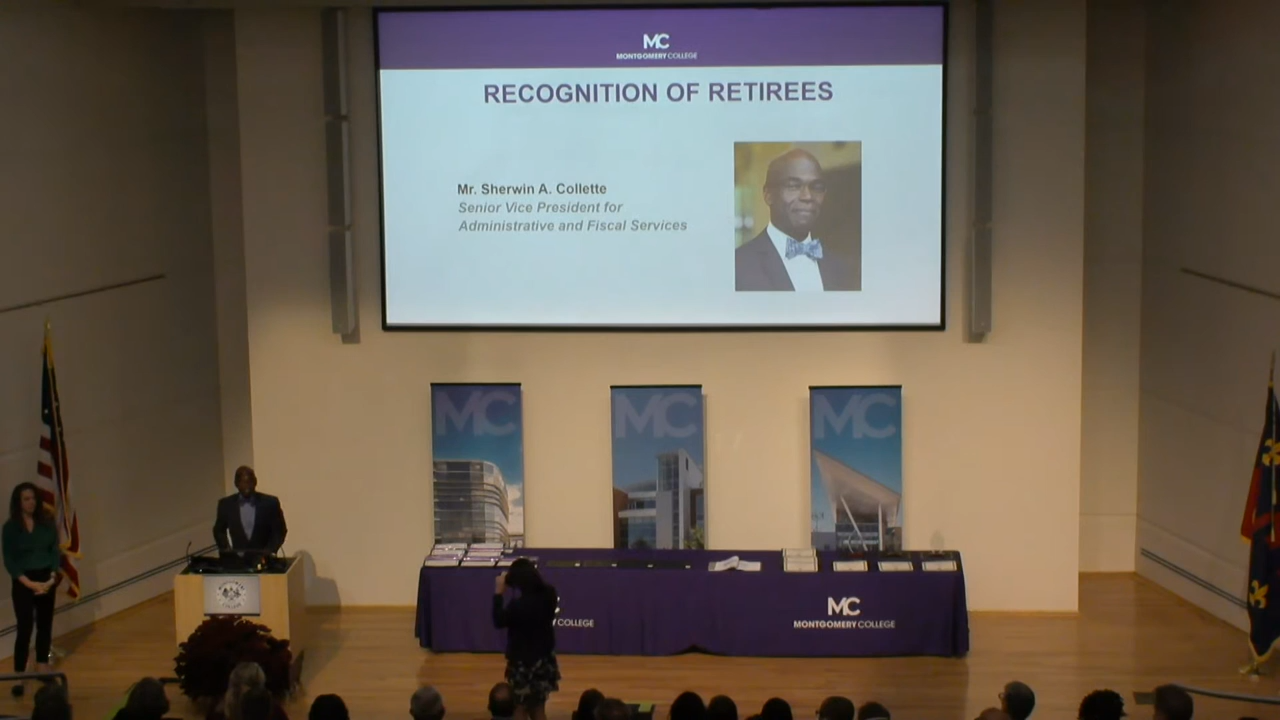 MC
MONTGOMERY COLLEGE
RECOGNITION OF RETIREES
Mr. Sherwin A. Collette
Senior Vice President for
Administrative and Fiscal Services
MC
MC
MC
COLLEGE
MC
MONTGOMERY COLLEGE